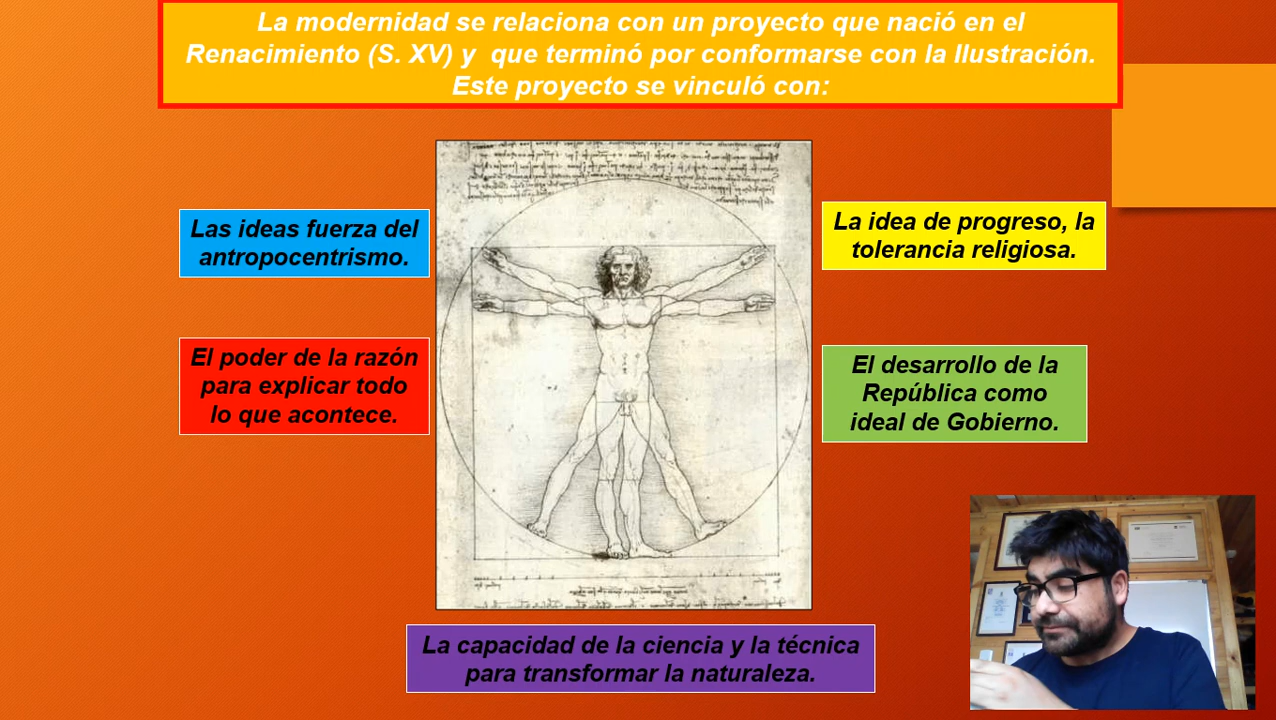 La modernidad se relaciona con un proyecto que nació en el
Renacimiento (S. XV) y que terminó por conformarse con la Ilustración.
Este proyecto se vinculó con:
Las ideas fuerza del
antropocentrismo.
La idea de progreso, la
tolerancia religiosa.
El poder de la razón
para explicar todo
lo que acontece.
El desarrollo de la
República como
ideal de Gobierno.
La capacidad de la ciencia y la técnica
para transformar la naturaleza.